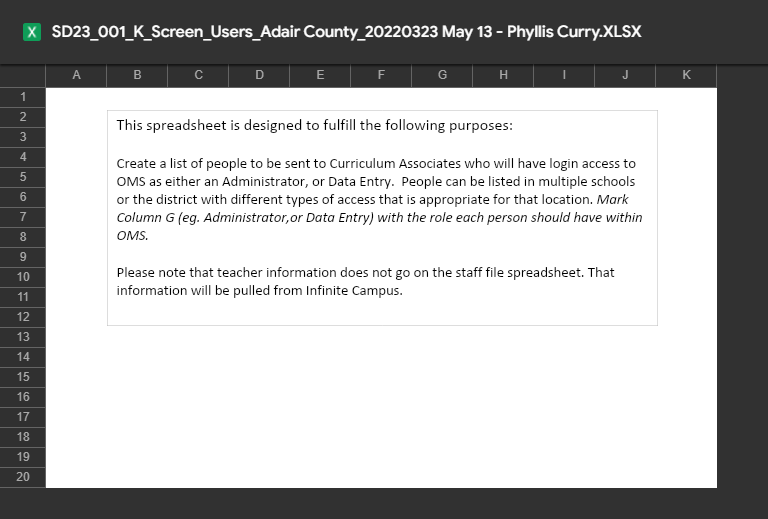 X SD23_001_K_Screen_Users_Adair County_20220323 May 13 - Phyllis Curry.XLSX
A B C D E F G H I J K
1
2
3
4
5
6
7
8
9
10
11
12
13
14
15
16
17
18
19
20
This spreadsheet is designed to fulfill the following purposes:
Create a list of people to be sent to Curriculum Associates who will have login access to
OMS as either an Administrator, or Data Entry.  People can be listed in multiple schools
or the district with different types of access that is appropriate for that location. Mark
Column G (eg. Administrator,or Data Entry) with the role each person should have within
OMS.
Please note that teacher information does not go on the staff file spreadsheet. That
information will be pulled from Infinite Campus.